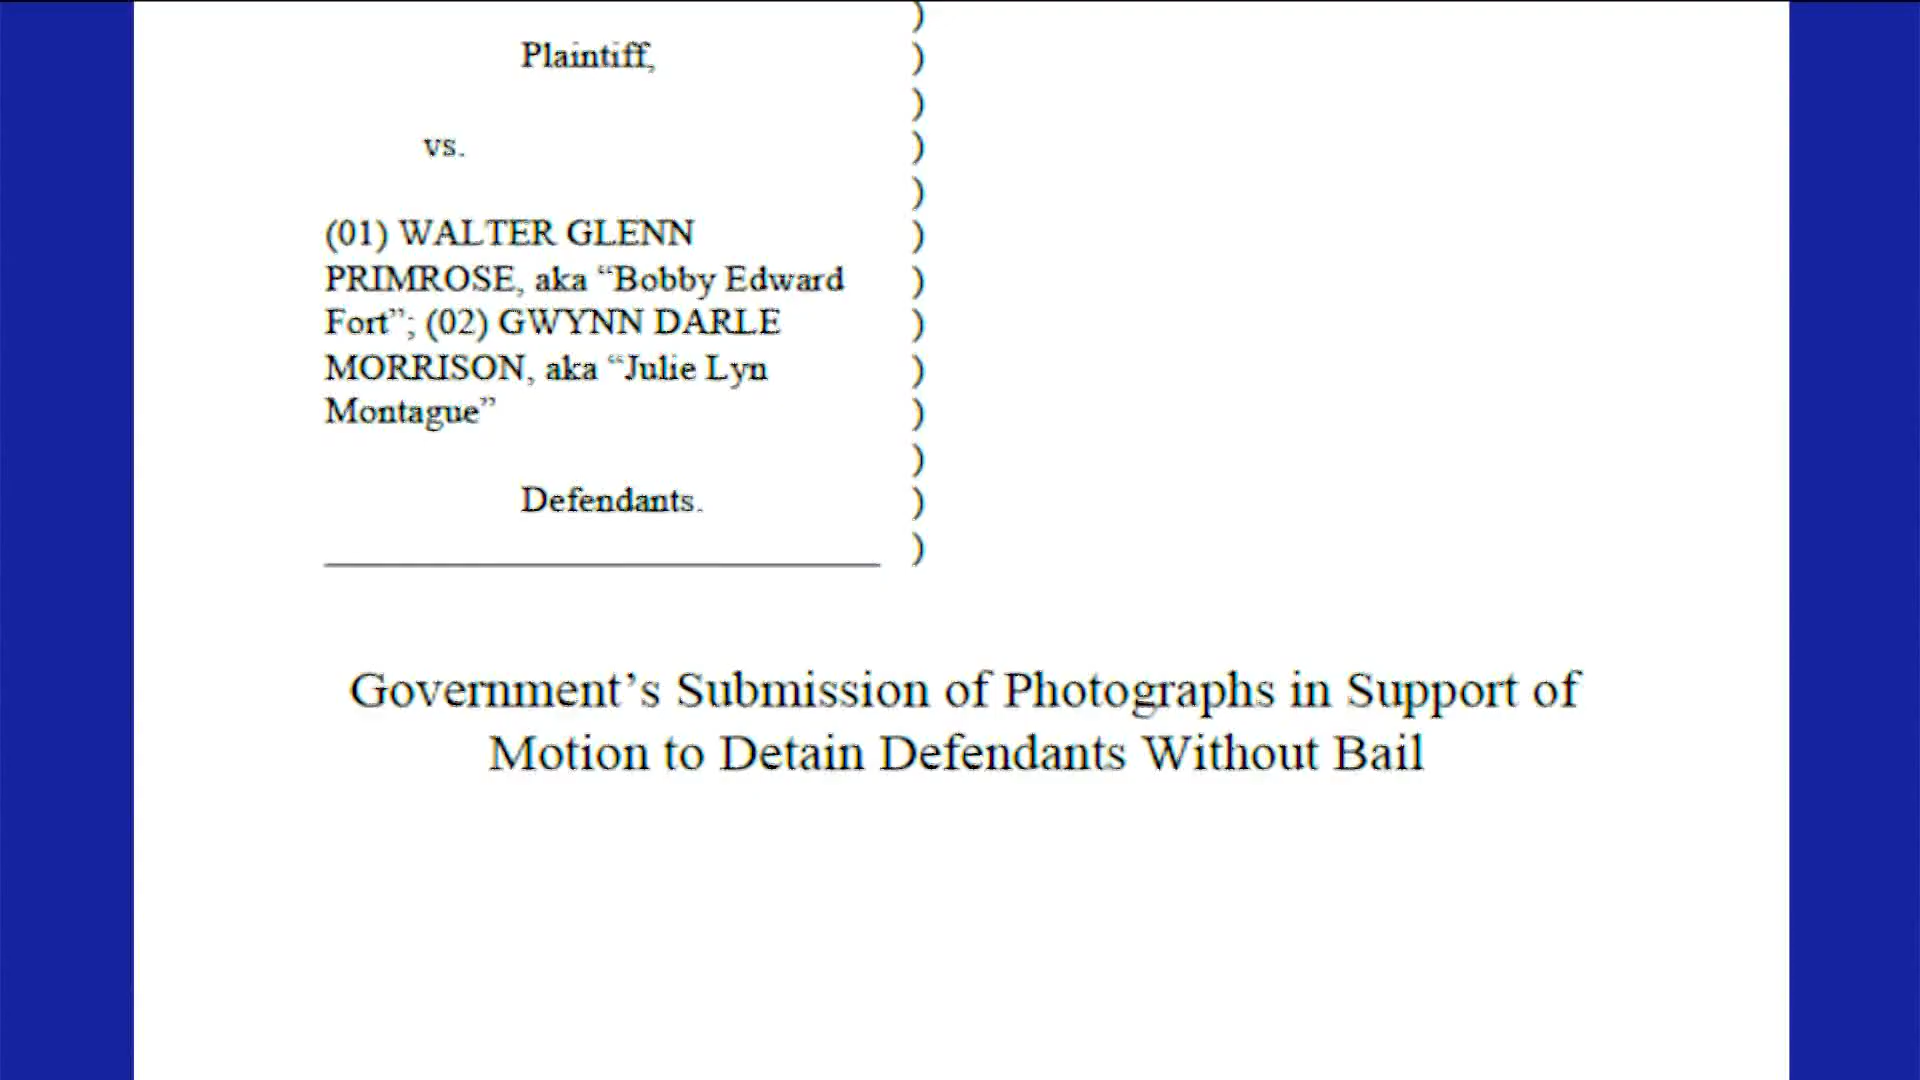 )
Plaintiff, )
)
vs. )
)
(01) WALTER GLENN )
PRIMROSE, aka “Bobby Edward )
Fort”; (02) GWYNN DARLE )
MORRISON, aka “Julie Lyn )
Montague” )
)
Defendants. )
)
Government’s Submission of Photographs in Support of
Motion to Detain Defendants Without Bail